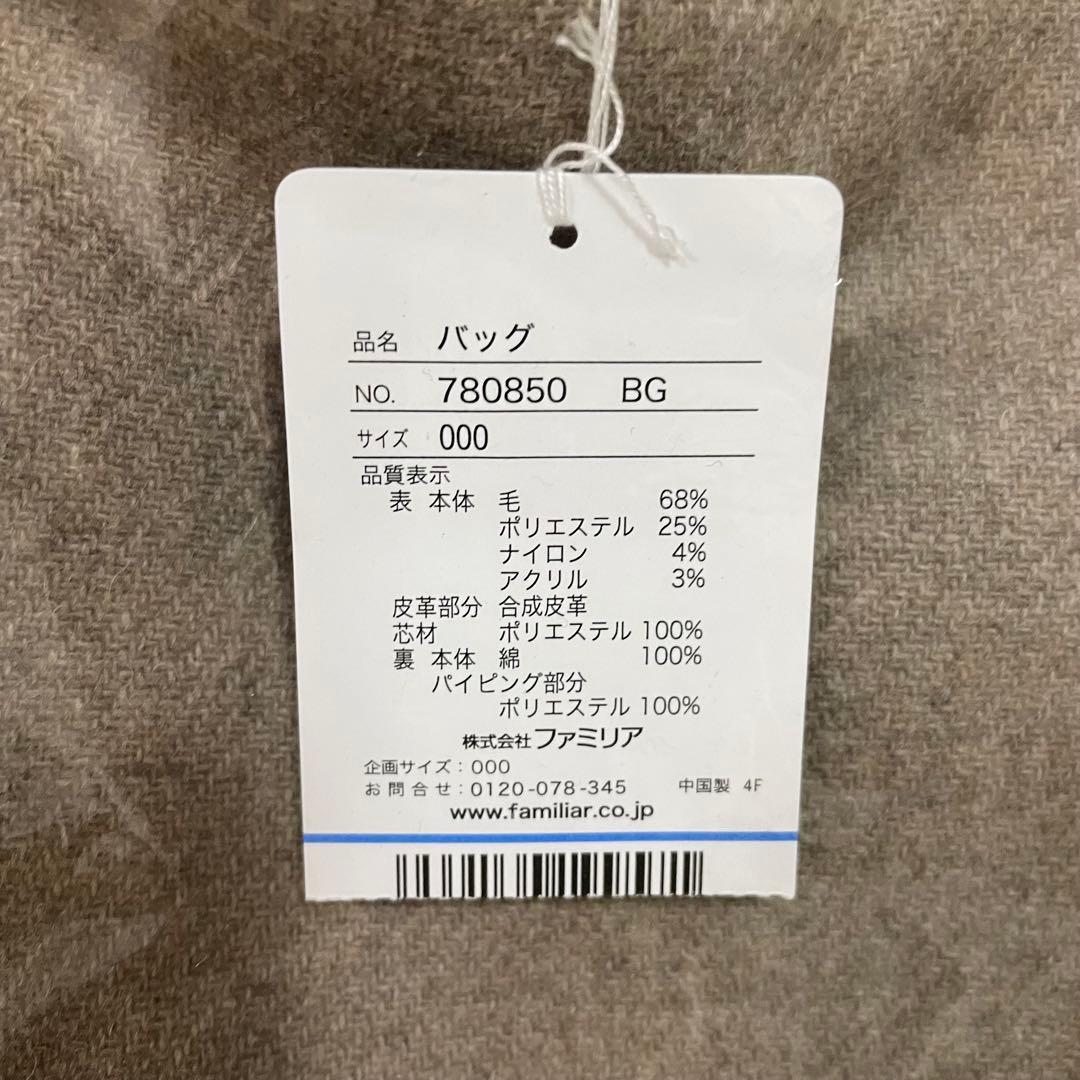 品名 バッグ
NO. 780850 BG
サイズ 000
品質表示
表 本体 毛 68%
ポリエステル 25%
ナイロン 4%
アクリル 3%
皮革部分 合成皮革
芯材 ポリエステル 100%
裏 本体 綿 100%
パイピング部分
ポリエステル 100%
株式会社ファミリア
企画サイズ：000
お問合せ：0120-078-345 中国製 4F
www.familiar.co.jp